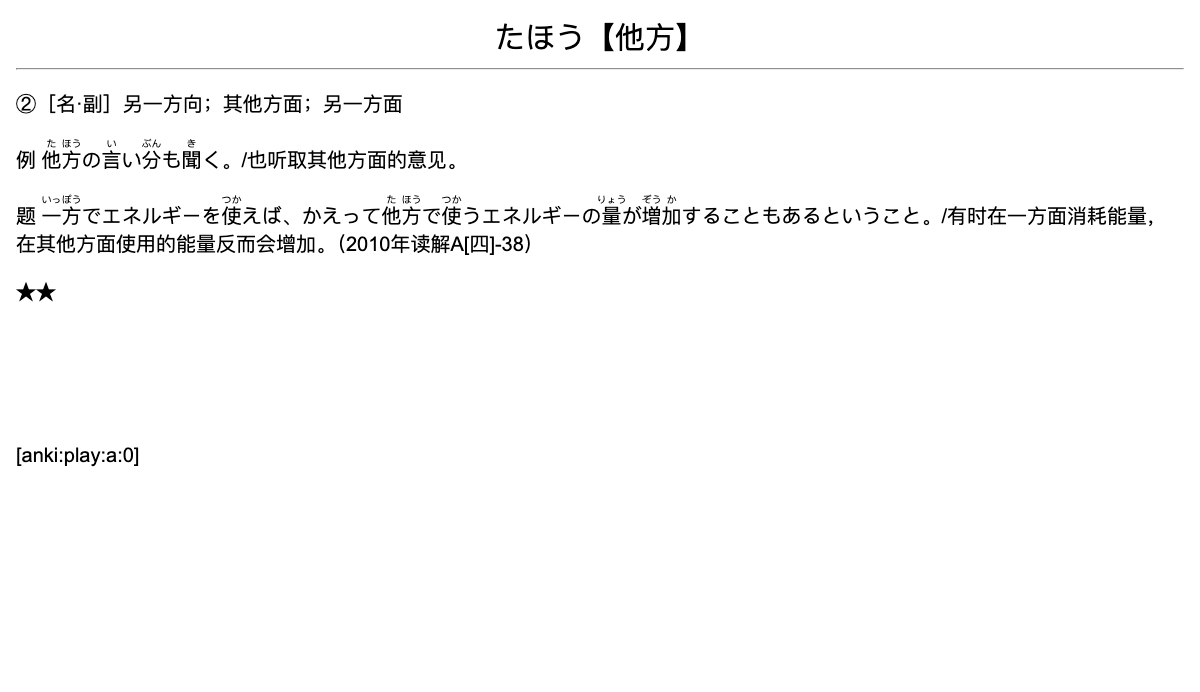 たほう【他方】
②［名·副］另一方向；其他方面；另一方面
例 他方の言い分も聞く。/也听取其他方面的意见。
题 一方でエネルギーを使えば、かえって他方で使うエネルギーの量が増加することもあるということ。/有时在一方面消耗能量，
在其他方面使用的能量反而会增加。（2010年读解A[四]-38）
★★
[anki:play:a:0]